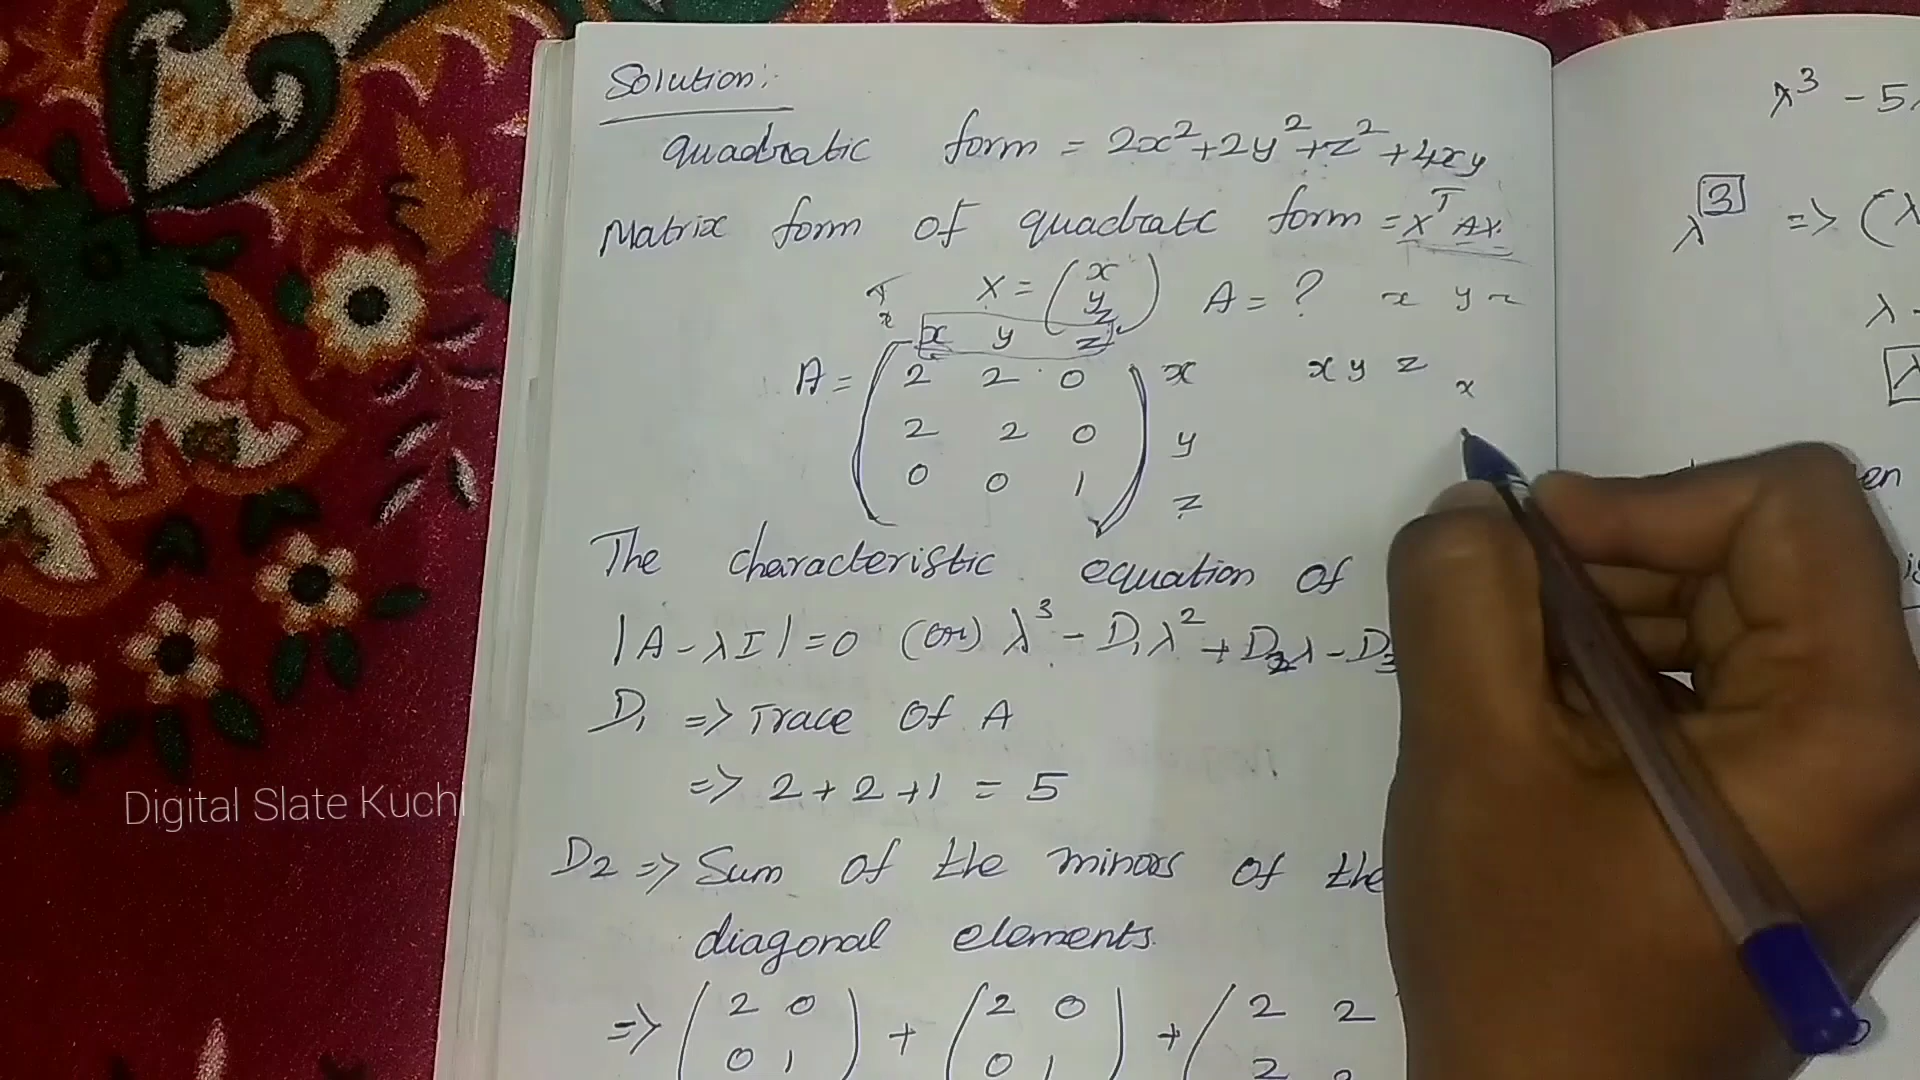 Solution:
quadratic form = 2x²+2y²+z²+4xy
Matrix form of quadratc form = XᵀAX.
T
x
X = (x
y
z)
A = ? x y z
x y z
A = (2 2 0) x x y z
x
(2 2 0) y
(0 0 1) z
The characteristic equation of
|A-λI|=0 (or) λ³ - D₁λ² + D₂λ - D₃
D₁ => Trace of A
=> 2+2+1 = 5
D2 => Sum of the minors of the
diagonal elements.
=> (2 0) + (2 0) + (2 2
0 1 0 1 2
λ³ - 5
λ³ => (λ
λ -
en
Digital Slate Kuchi